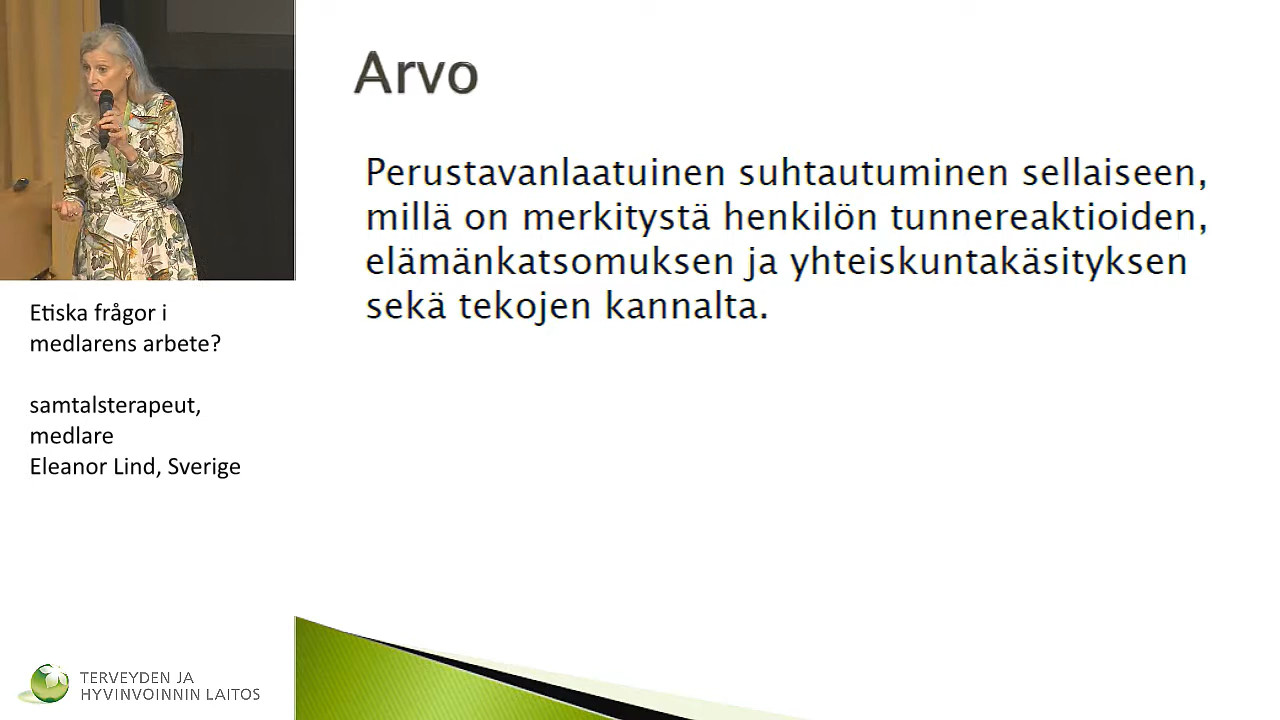 Arvo
Perustavanlaatuinen suhtautuminen sellaiseen,
millä on merkitystä henkilön tunnereaktioiden,
elämänkatsomuksen ja yhteiskuntakäsityksen
sekä tekojen kannalta.
Etiska frågor i
medlarens arbete?
samtalsterapeut,
medlare
Eleanor Lind, Sverige
TERVEYDEN JA
HYVINVOINNIN LAITOS